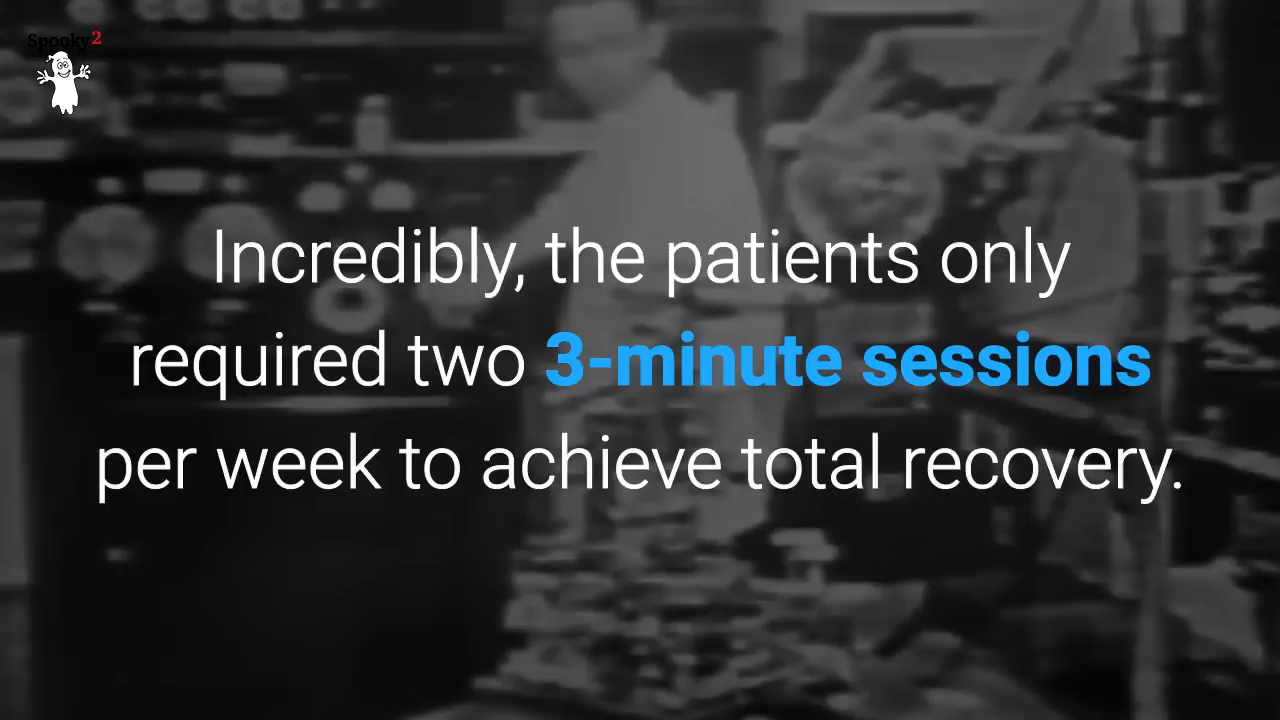 Spooky2
Incredibly, the patients only
required two 3-minute sessions
per week to achieve total recovery.